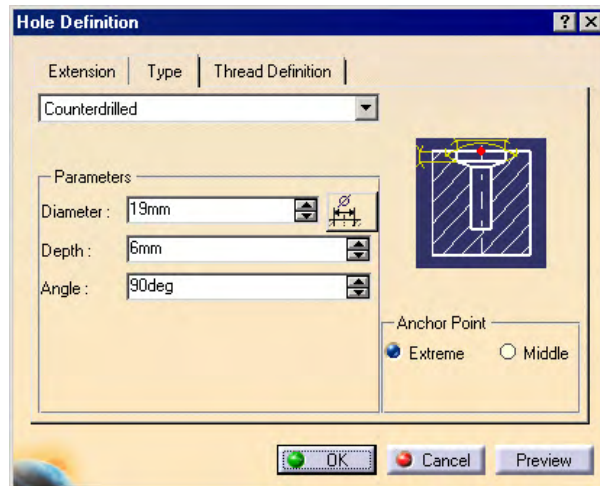 Hole Definition
Extension Type Thread Definition
Counterdrilled
Parameters
Diameter : 19mm
Depth : 6mm
Angle : 90deg
Anchor Point
Extreme Middle
OK Cancel Preview